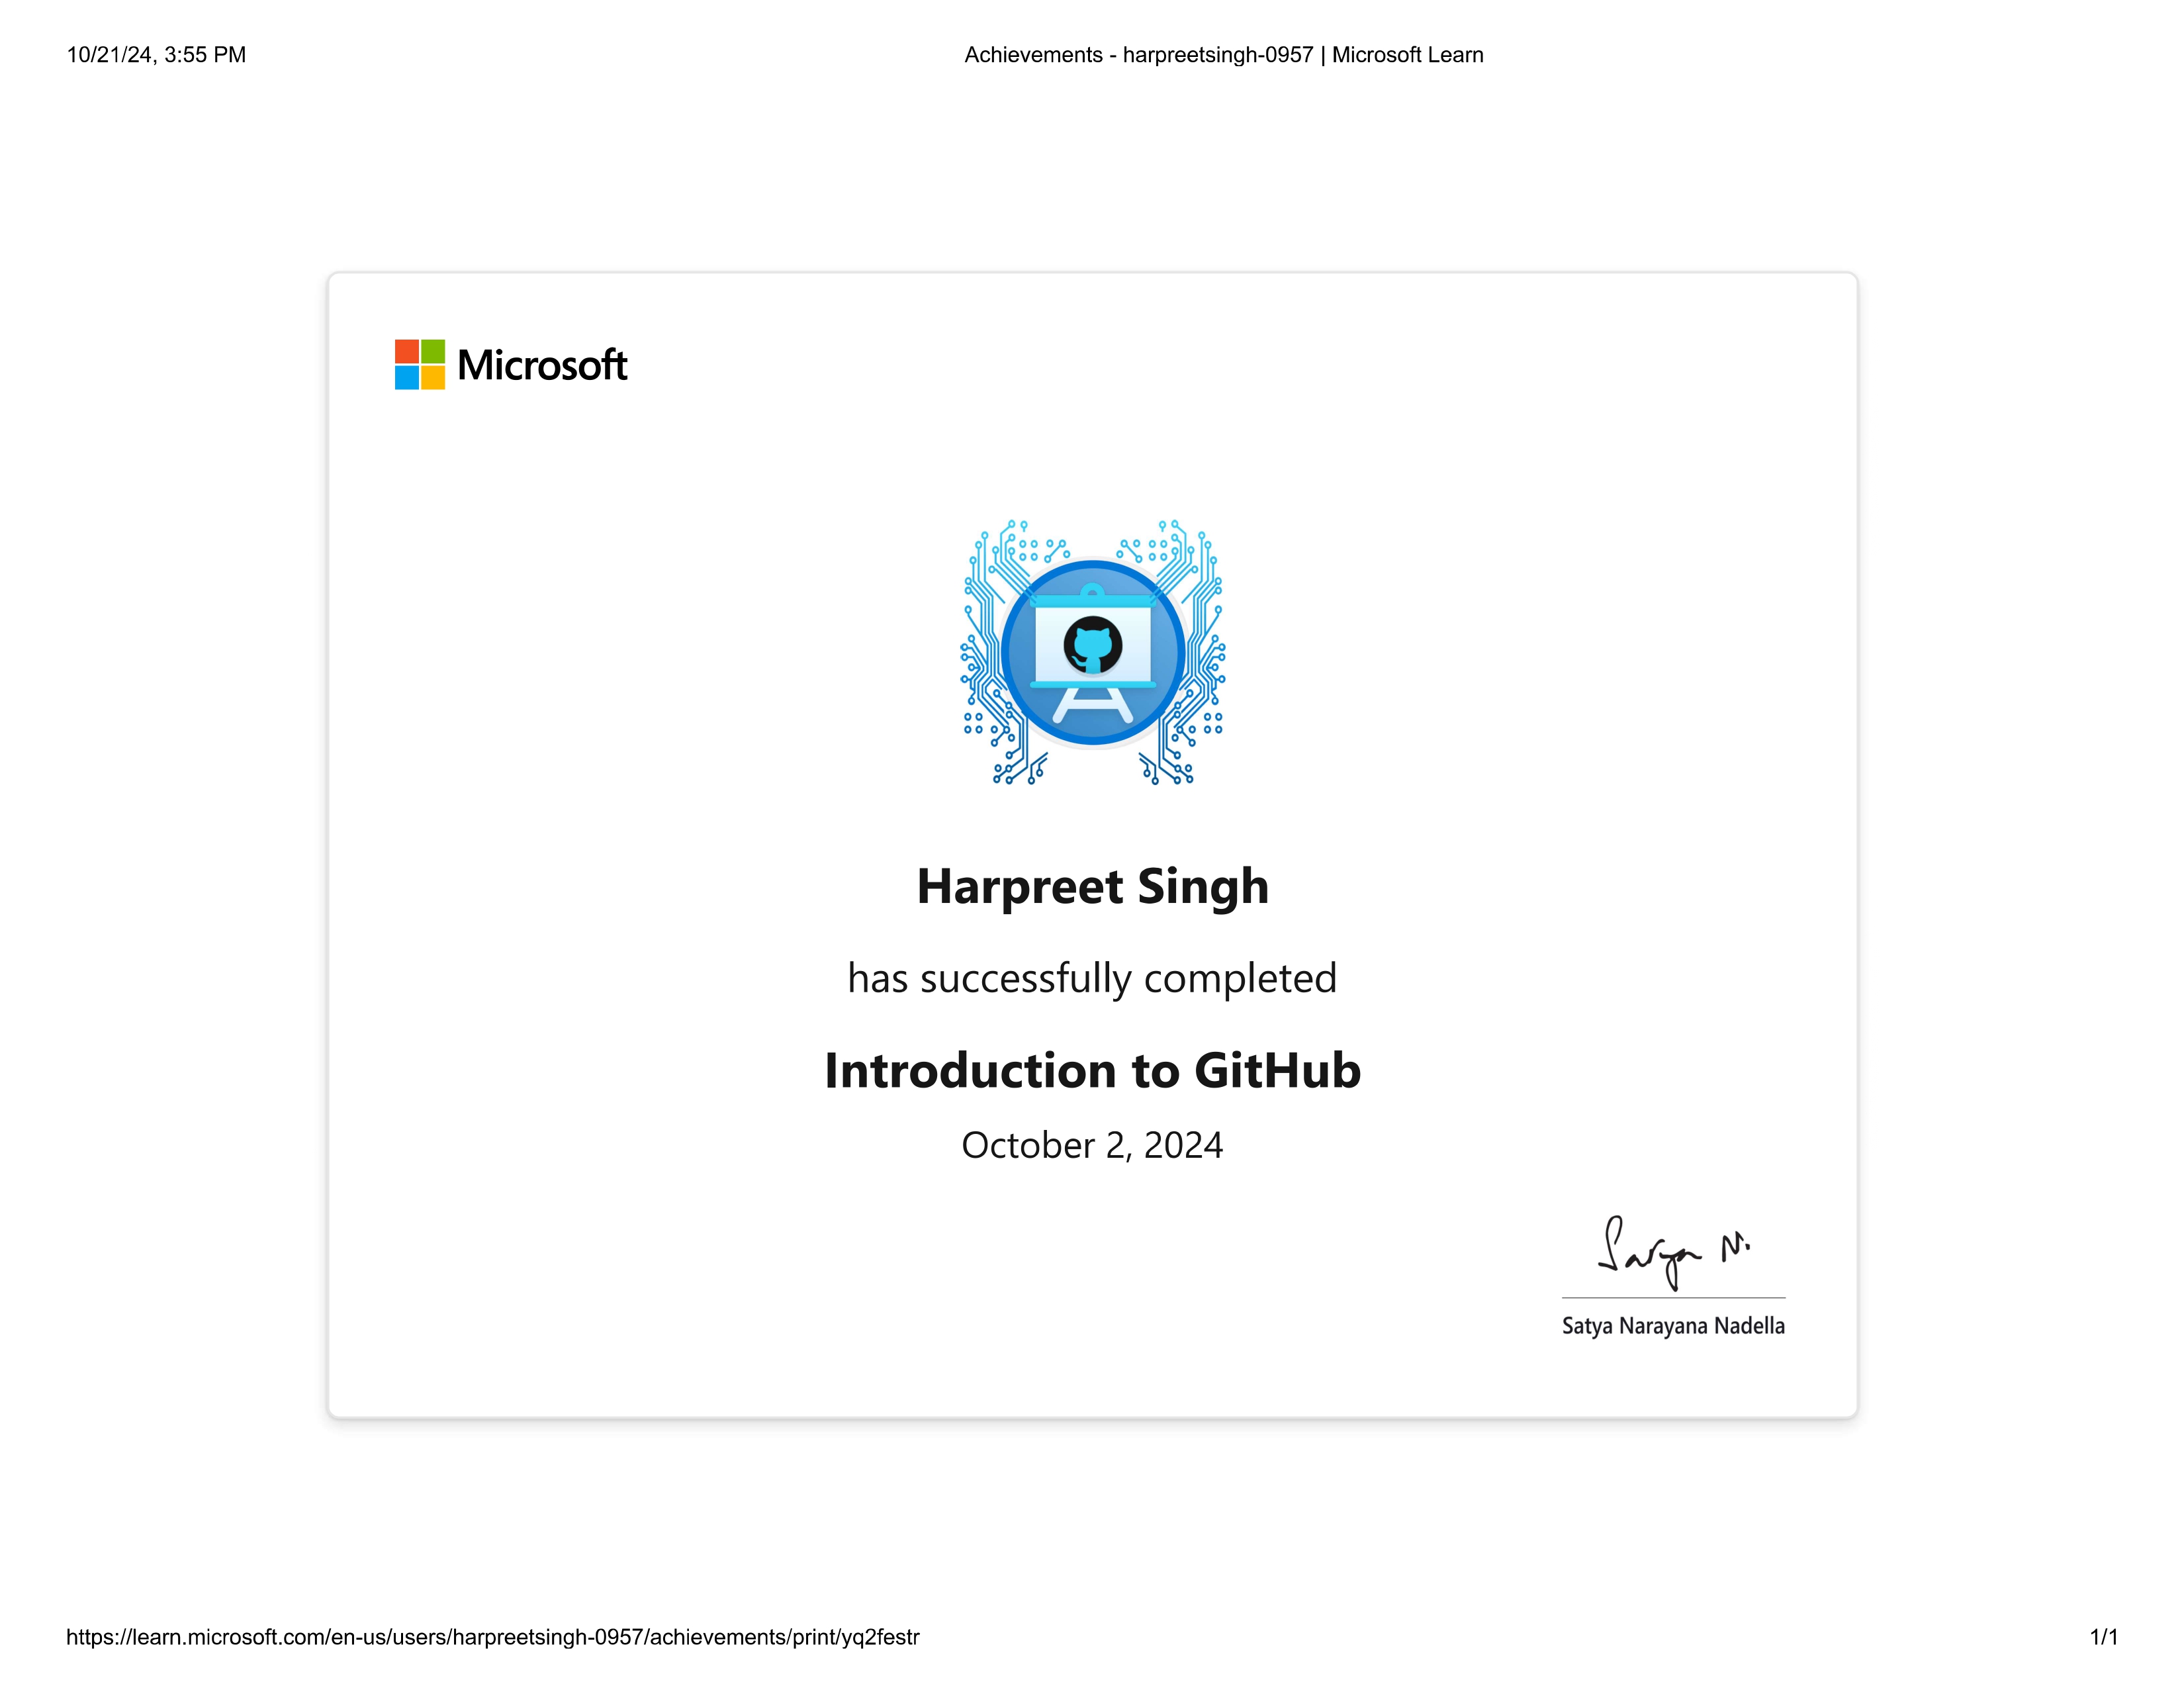 10/21/24, 3:55 PM
Achievements - harpreetsingh-0957 | Microsoft Learn
Microsoft
Harpreet Singh
has successfully completed
Introduction to GitHub
October 2, 2024
Satya N.
Satya Narayana Nadella
https://learn.microsoft.com/en-us/users/harpreetsingh-0957/achievements/print/yq2festr
1/1